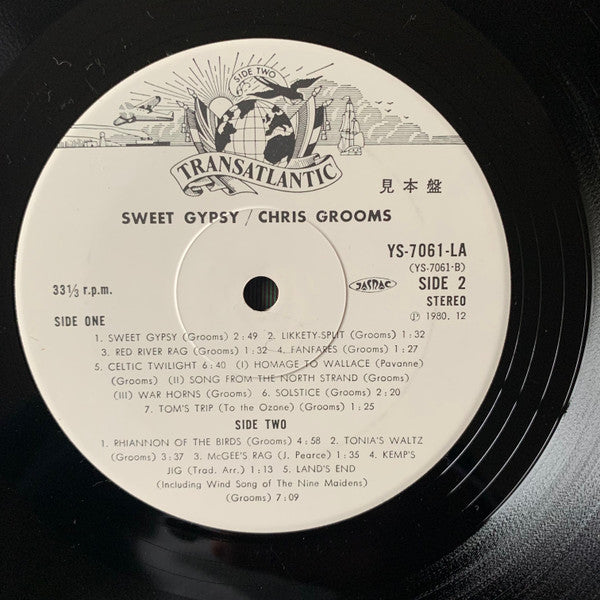 SIDE TWO
TRANSATLANTIC
見本盤
SWEET GYPSY / CHRIS GROOMS
YS-7061-LA
(YS-7061-B)
33⅓ r.p.m.
JASRAC
SIDE 2
STEREO
SIDE ONE
Ⓟ 1980. 12
1. SWEET GYPSY (Grooms) 2:49 2. LIKKETY-SPLIT (Grooms) 1:32
3. RED RIVER RAG (Grooms) 1:32 4. FANFARES (Grooms) 1:27
5. CELTIC TWILIGHT 6:40 (I) HOMAGE TO WALLACE (Pavanne)
(Grooms) (II) SONG FROM THE NORTH STRAND (Grooms)
(III) WAR HORNS (Grooms) 6. SOLSTICE (Grooms) 2:20
7. TOM'S TRIP (To the Ozone) (Grooms) 1:25
SIDE TWO
1. RHIANNON OF THE BIRDS (Grooms) 4:58 2. TONIA'S WALTZ
(Grooms) 3:37 3. McGEE'S RAG (J. Pearce) 1:35 4. KEMP'S
JIG (Trad. Arr.) 1:13 5. LAND'S END
(Including Wind Song of The Nine Maidens)
(Grooms) 7:09